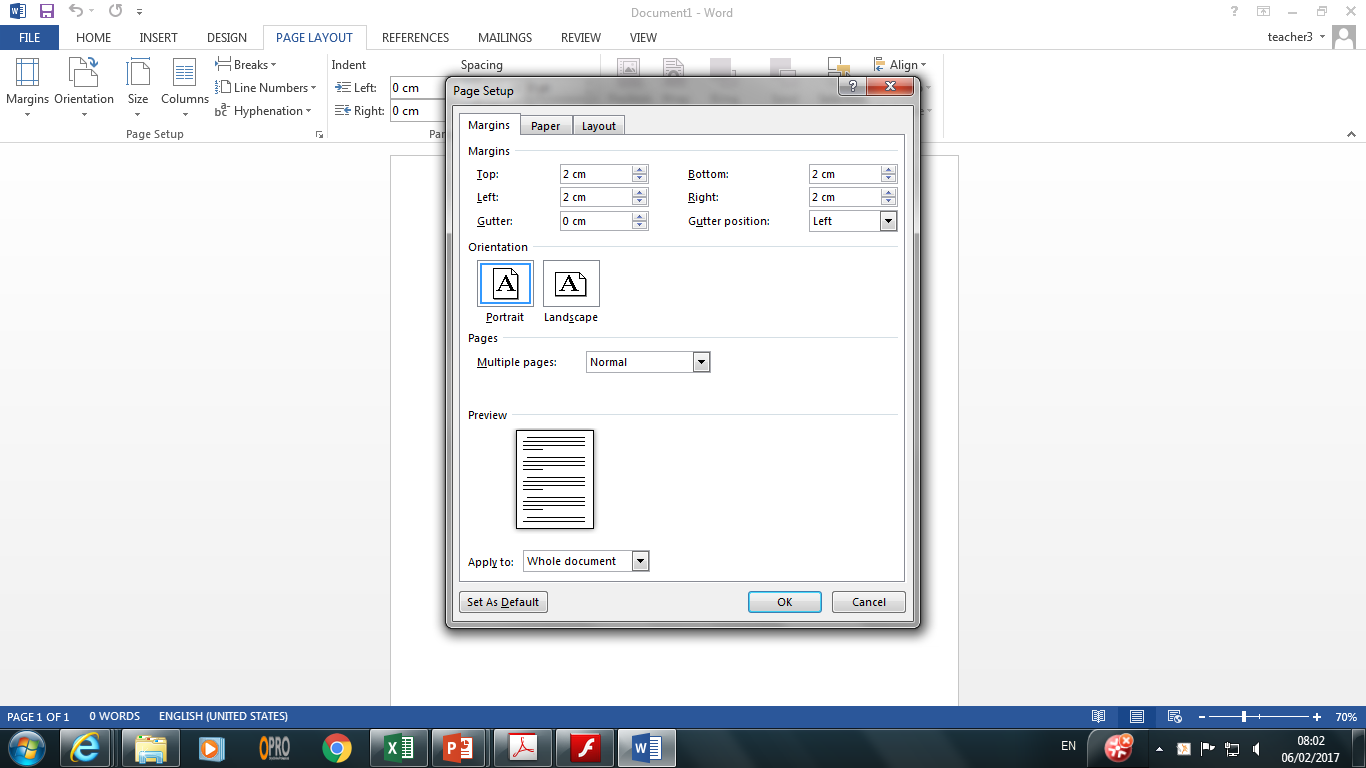 Document1 - Word
FILE HOME INSERT DESIGN PAGE LAYOUT REFERENCES MAILINGS REVIEW VIEW teacher3
Margins Orientation Size Columns
Breaks
Line Numbers
Hyphenation
Page Setup
Indent Spacing
Left: 0 cm
Right: 0 cm
Align
Page Setup
Margins Paper Layout
Margins
Top: 2 cm Bottom: 2 cm
Left: 2 cm Right: 2 cm
Gutter: 0 cm Gutter position: Left
Orientation
A A
Portrait Landscape
Pages
Multiple pages: Normal
Preview
Apply to: Whole document
Set As Default OK Cancel
PAGE 1 OF 1 0 WORDS ENGLISH (UNITED STATES) 70%
OPRO
EN
08:02
06/02/2017